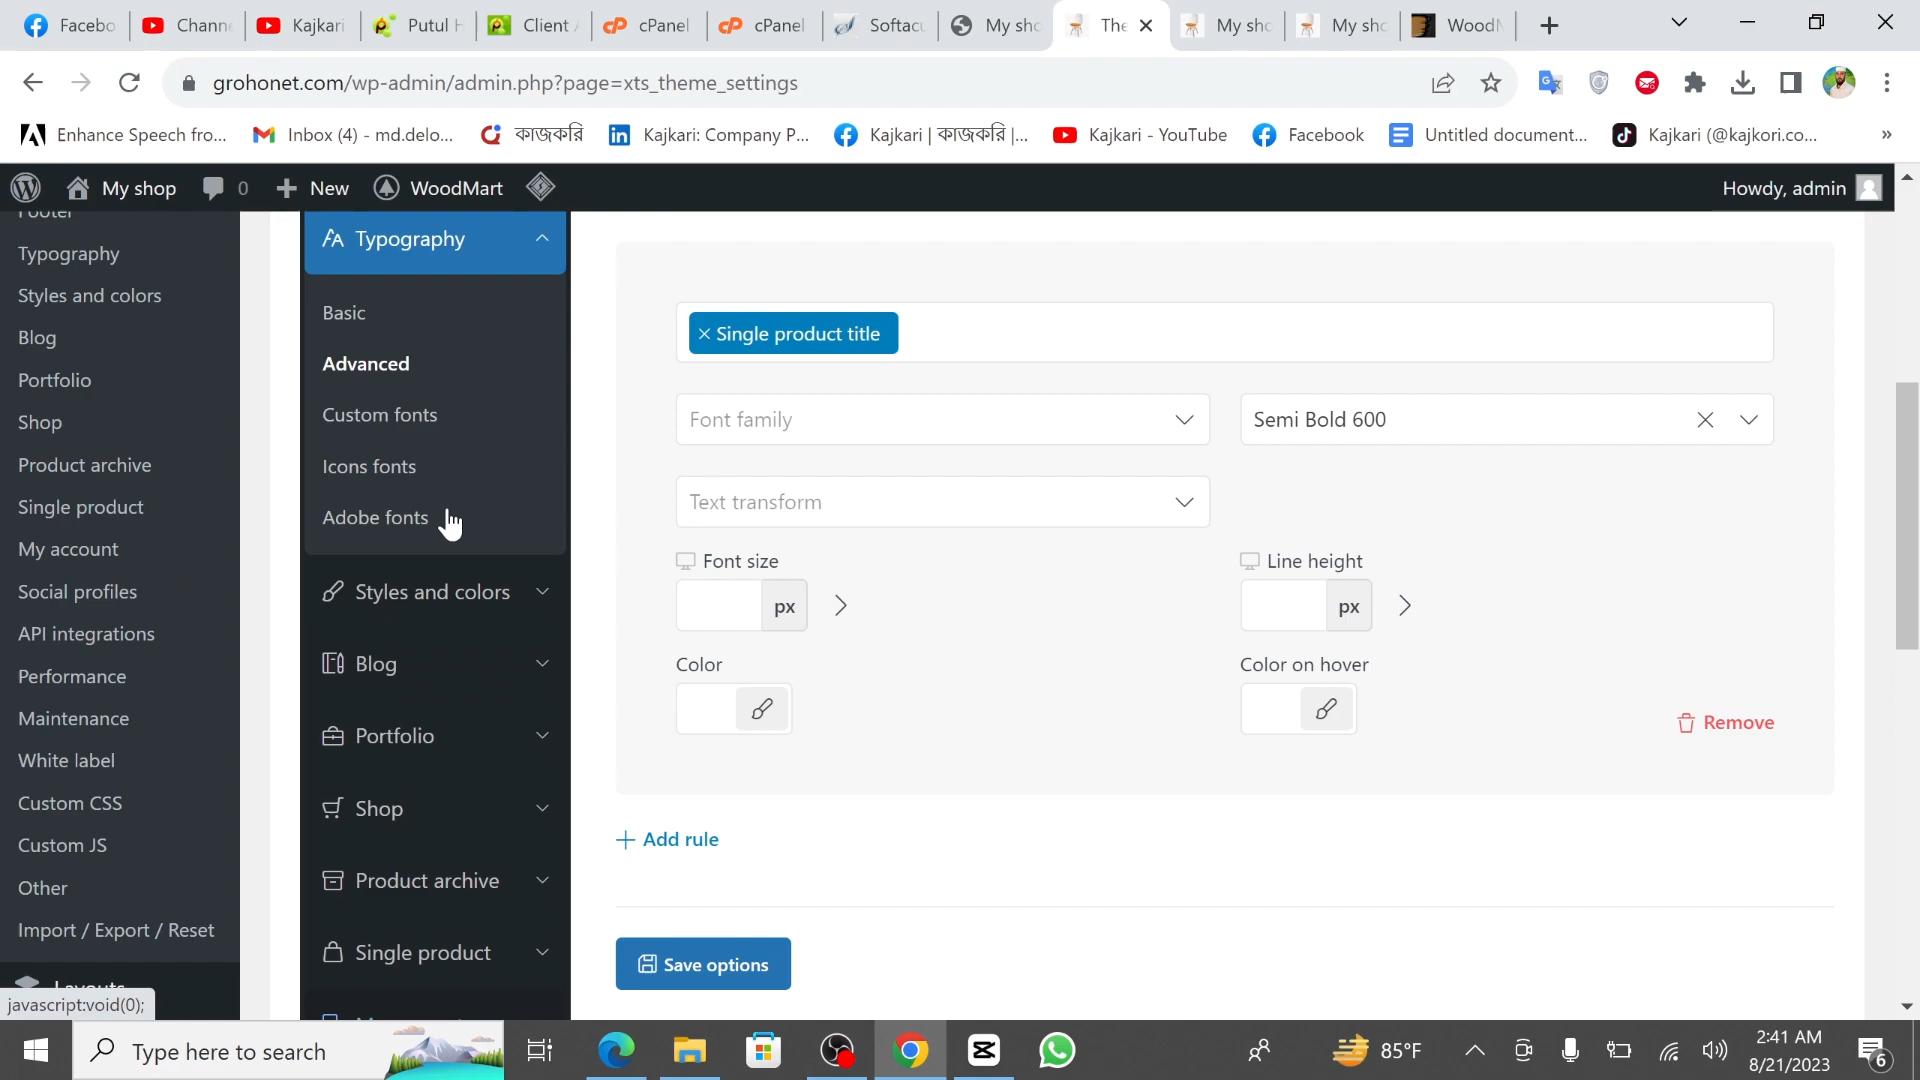 Facebo
Chann
Kajkari
Putul H
Client
cPanel
cPanel
Softacu
My sho
The
My sho
My sho
WoodM
grohonet.com/wp-admin/admin.php?page=xts_theme_settings
Enhance Speech fro...
Inbox (4) - md.delo...
কাজকরি
Kajkari: Company P...
Kajkari | কাজকরি |...
Kajkari - YouTube
Facebook
Untitled document...
Kajkari (@kajkori.co...
»
My shop
0
New
WoodMart
Howdy, admin
Footer
Typography
Styles and colors
Blog
Portfolio
Shop
Product archive
Single product
My account
Social profiles
API integrations
Performance
Maintenance
White label
Custom CSS
Custom JS
Other
Import / Export / Reset
Layouts
javascript:void(0);
Typography
Basic
Advanced
Custom fonts
Icons fonts
Adobe fonts
Styles and colors
Blog
Portfolio
Shop
Product archive
Single product
× Single product title
Font family
Semi Bold 600
Text transform
Font size
Line height
px
px
Color
Color on hover
Remove
+ Add rule
Save options
Type here to search
85°F
2:41 AM
8/21/2023
6